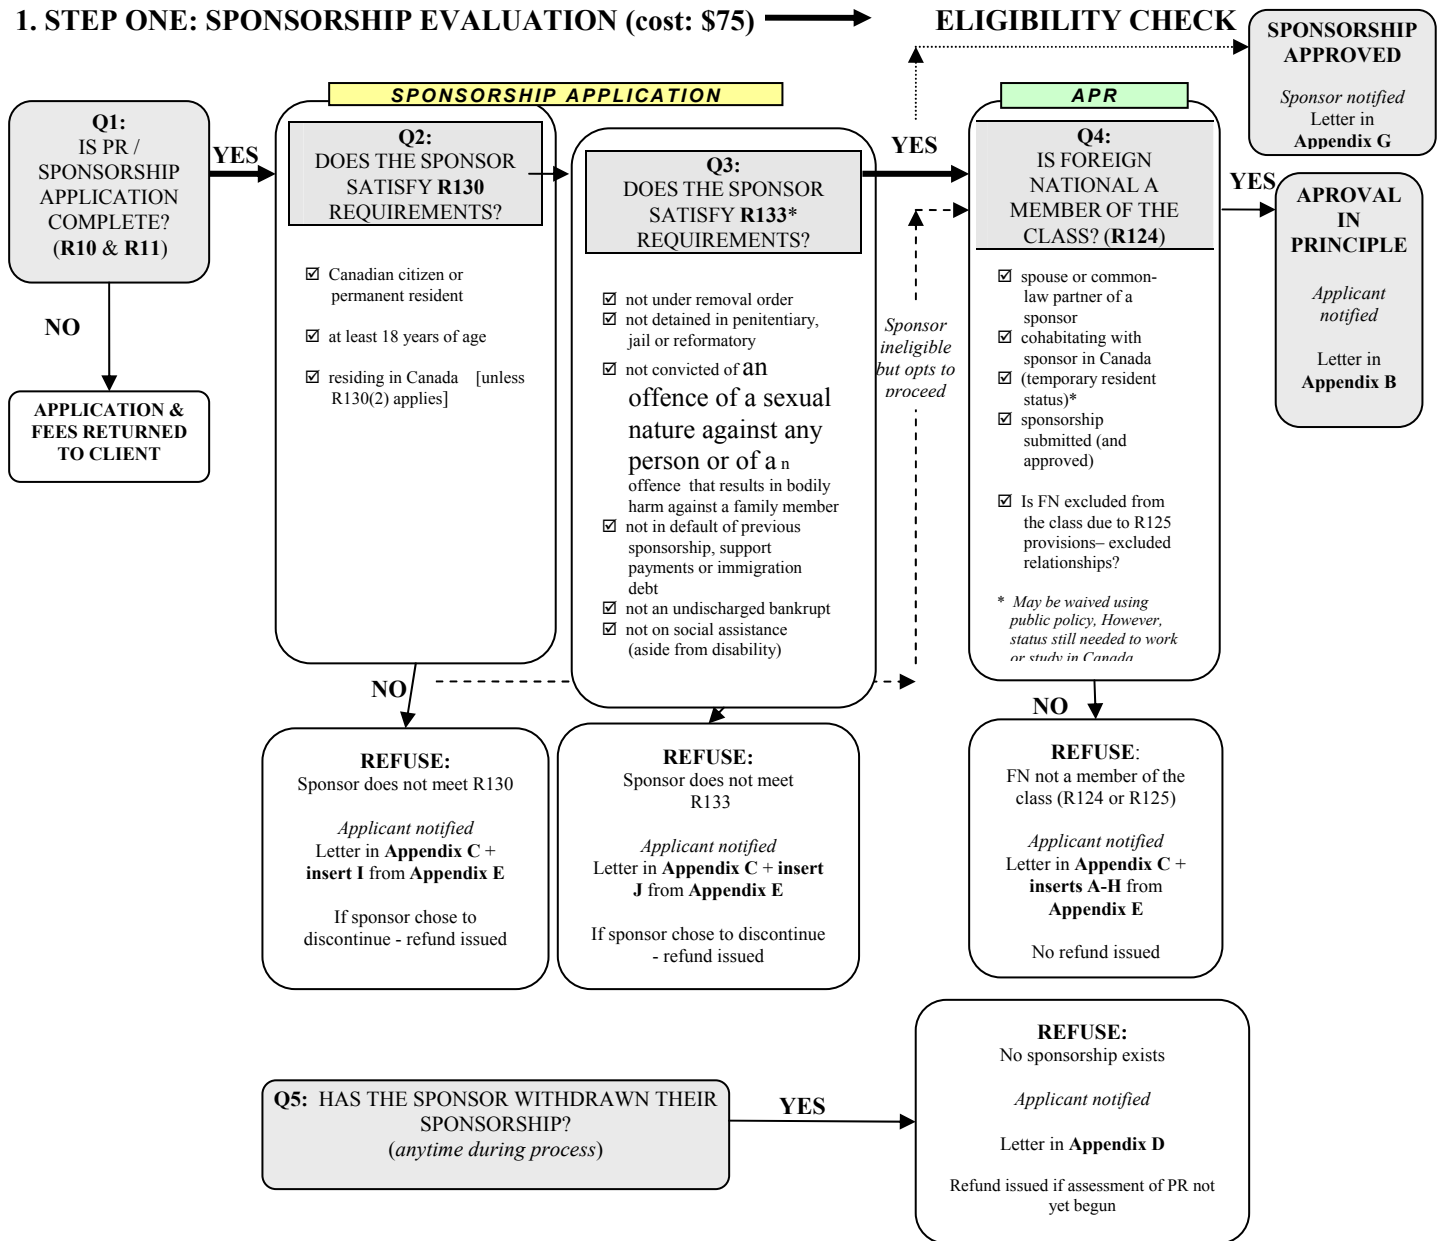 1. STEP ONE: SPONSORSHIP EVALUATION (cost: $75)
ELIGIBILITY CHECK
SPONSORSHIP
APPROVED
Sponsor notified
Letter in
Appendix G
SPONSORSHIP APPLICATION
APR
Q1:
IS PR /
SPONSORSHIP
APPLICATION
COMPLETE?
(R10 & R11)
YES
NO
APPLICATION &
FEES RETURNED
TO CLIENT
Q2:
DOES THE SPONSOR
SATISFY R130
REQUIREMENTS?
☑ Canadian citizen or
permanent resident
☑ at least 18 years of age
☑ residing in Canada [unless
R130(2) applies]
Q3:
DOES THE SPONSOR
SATISFY R133*
REQUIREMENTS?
☑ not under removal order
☑ not detained in penitentiary,
jail or reformatory
☑ not convicted of an
offence of a sexual
nature against any
person or of a n
offence that results in bodily
harm against a family member
☑ not in default of previous
sponsorship, support
payments or immigration
debt
☑ not an undischarged bankrupt
☑ not on social assistance
(aside from disability)
YES
Sponsor
ineligible
but opts to
proceed
Q4:
IS FOREIGN
NATIONAL A
MEMBER OF THE
CLASS? (R124)
☑ spouse or common-
law partner of a
sponsor
☑ cohabitating with
sponsor in Canada
☑ (temporary resident
status)*
☑ sponsorship
submitted (and
approved)
☑ Is FN excluded from
the class due to R125
provisions– excluded
relationships?
* May be waived using
public policy, However,
status still needed to work
or study in Canada
YES
APROVAL
IN
PRINCIPLE
Applicant
notified
Letter in
Appendix B
NO
REFUSE:
Sponsor does not meet R130
Applicant notified
Letter in Appendix C +
insert I from Appendix E
If sponsor chose to
discontinue - refund issued
REFUSE:
Sponsor does not meet
R133
Applicant notified
Letter in Appendix C + insert
J from Appendix E
If sponsor chose to discontinue
- refund issued
NO
REFUSE:
FN not a member of the
class (R124 or R125)
Applicant notified
Letter in Appendix C +
inserts A-H from
Appendix E
No refund issued
Q5: HAS THE SPONSOR WITHDRAWN THEIR
SPONSORSHIP?
(anytime during process)
YES
REFUSE:
No sponsorship exists
Applicant notified
Letter in Appendix D
Refund issued if assessment of PR not
yet begun